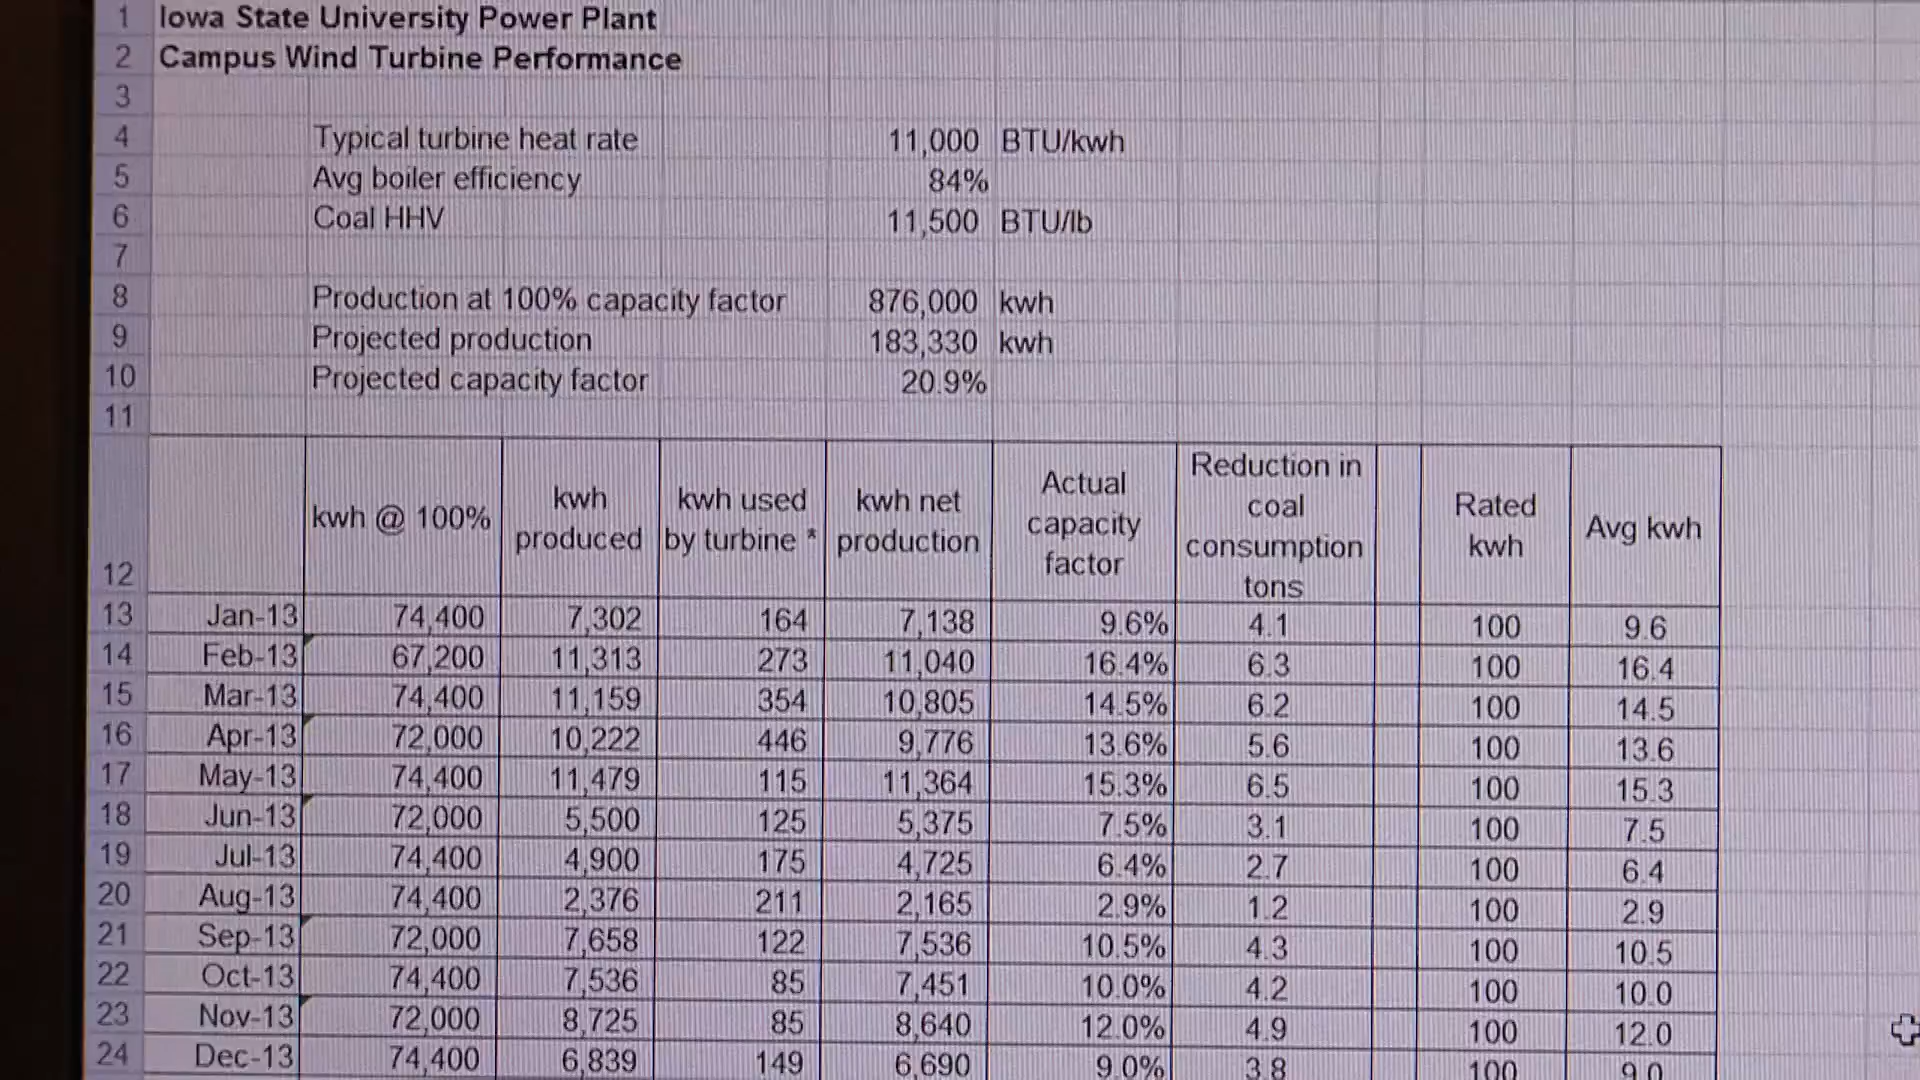 1 Iowa State University Power Plant
2 Campus Wind Turbine Performance
3
4 Typical turbine heat rate 11,000 BTU/kwh
5 Avg boiler efficiency 84%
6 Coal HHV 11,500 BTU/lb
7
8 Production at 100% capacity factor 876,000 kwh
9 Projected production 183,330 kwh
10 Projected capacity factor 20.9%
11
12 kwh @ 100% kwh produced kwh used by turbine * kwh net production Actual capacity factor Reduction in coal consumption tons Rated kwh Avg kwh
13 Jan-13 74,400 7,302 164 7,138 9.6% 4.1 100 9.6
14 Feb-13 67,200 11,313 273 11,040 16.4% 6.3 100 16.4
15 Mar-13 74,400 11,159 354 10,805 14.5% 6.2 100 14.5
16 Apr-13 72,000 10,222 446 9,776 13.6% 5.6 100 13.6
17 May-13 74,400 11,479 115 11,364 15.3% 6.5 100 15.3
18 Jun-13 72,000 5,500 125 5,375 7.5% 3.1 100 7.5
19 Jul-13 74,400 4,900 175 4,725 6.4% 2.7 100 6.4
20 Aug-13 74,400 2,376 211 2,165 2.9% 1.2 100 2.9
21 Sep-13 72,000 7,658 122 7,536 10.5% 4.3 100 10.5
22 Oct-13 74,400 7,536 85 7,451 10.0% 4.2 100 10.0
23 Nov-13 72,000 8,725 85 8,640 12.0% 4.9 100 12.0
24 Dec-13 74,400 6,839 149 6,690 9.0% 3.8 100 9.0